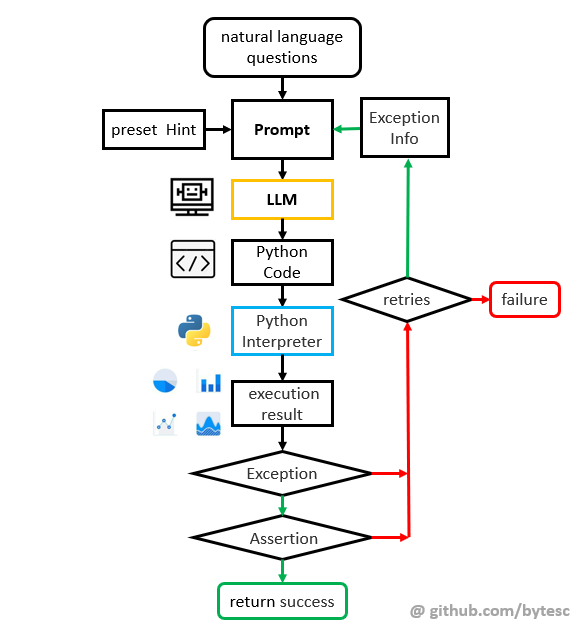 natural language
questions
preset Hint
Prompt
Exception
Info
LLM
</>
Python
Code
retries
failure
Python
Interpreter
execution
result
Exception
Assertion
return success
@ github.com/bytesc